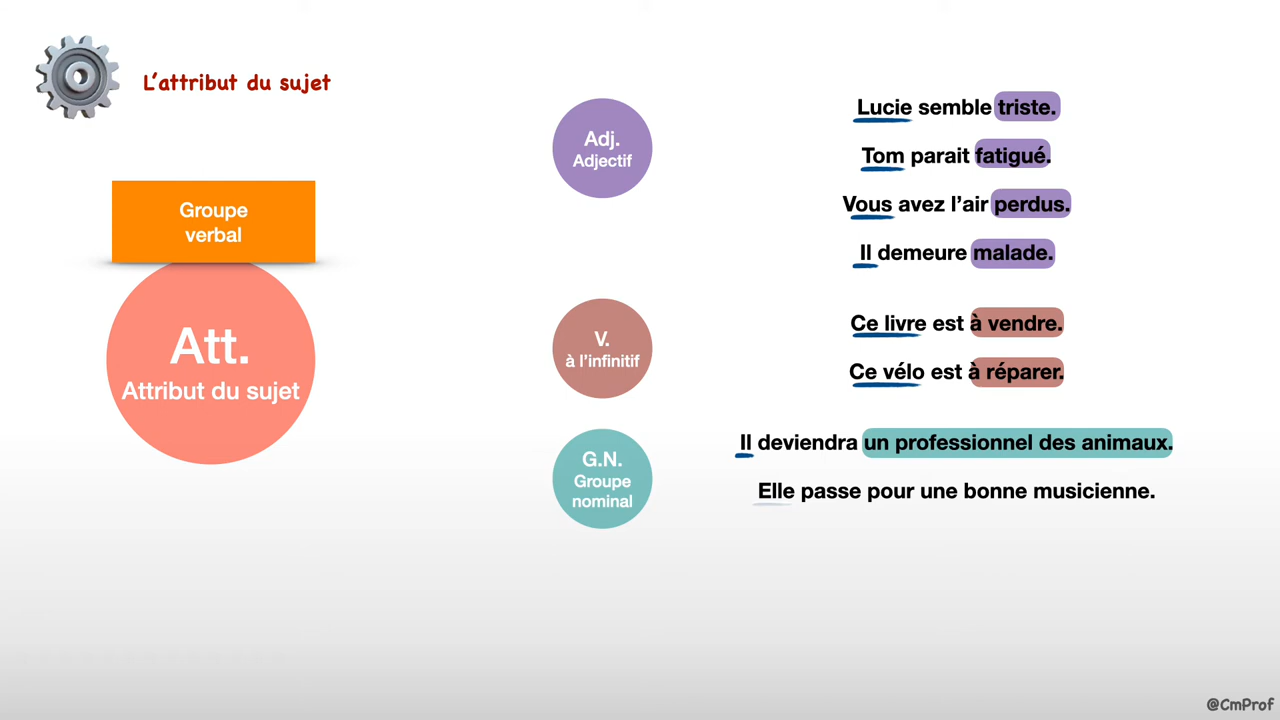 L'attribut du sujet
Groupe
verbal
Att.
Attribut du sujet
Adj.
Adjectif
Lucie semble triste.
Tom parait fatigué.
Vous avez l'air perdus.
Il demeure malade.
V.
à l'infinitif
Ce livre est à vendre.
Ce vélo est à réparer.
G.N.
Groupe
nominal
Il deviendra un professionnel des animaux.
Elle passe pour une bonne musicienne.
@CmProf